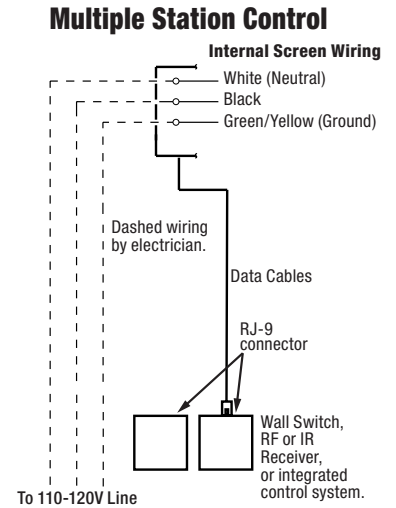 Multiple Station Control
Internal Screen Wiring
White (Neutral)
Black
Green/Yellow (Ground)
Dashed wiring
by electrician.
Data Cables
RJ-9
connector
Wall Switch,
RF or IR
Receiver,
or integrated
control system.
To 110-120V Line